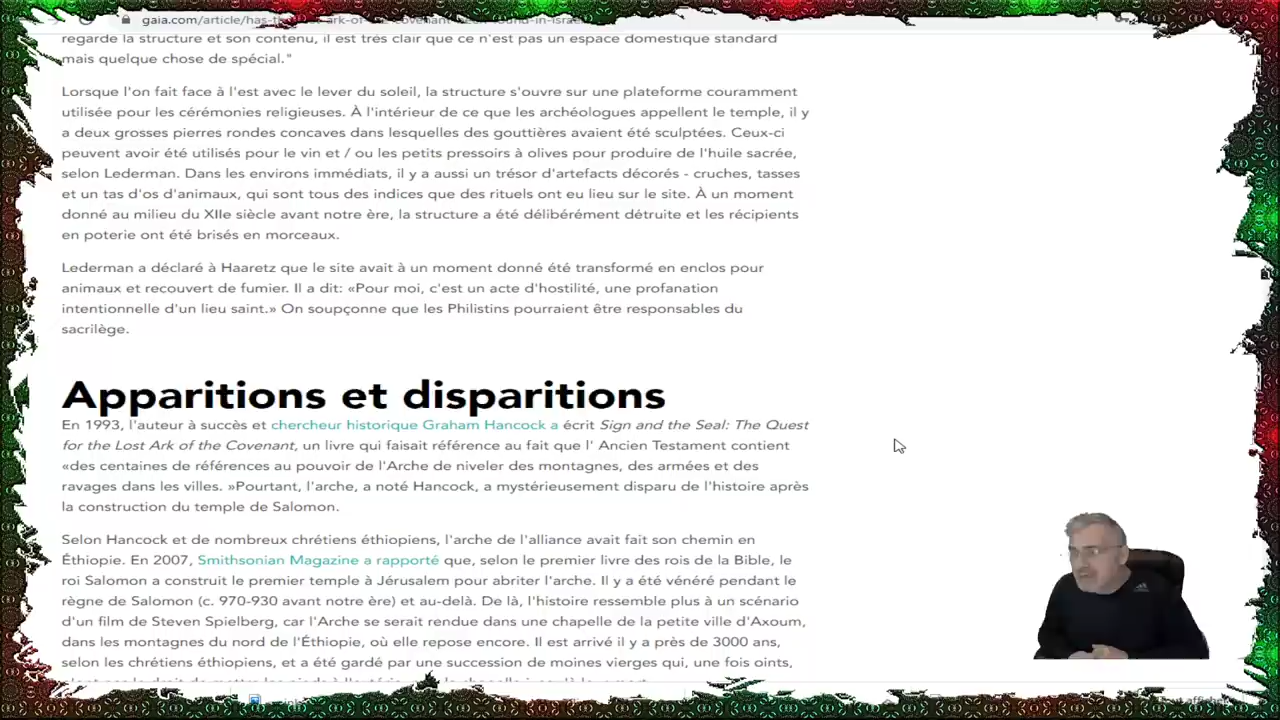 gaia.com/article/has-th ark-of covenant und-in-israe
regarde la structure et son contenu, il est très clair que ce n'est pas un espace domestique standard
mais quelque chose de spécial."
Lorsque l'on fait face à l'est avec le lever du soleil, la structure s'ouvre sur une plateforme couramment
utilisée pour les cérémonies religieuses. À l'intérieur de ce que les archéologues appellent le temple, il y
a deux grosses pierres rondes concaves dans lesquelles des gouttières avaient été sculptées. Ceux-ci
peuvent avoir été utilisés pour le vin et / ou les petits pressoirs à olives pour produire de l'huile sacrée,
selon Lederman. Dans les environs immédiats, il y a aussi un trésor d'artefacts décorés - cruches, tasses
et un tas d'os d'animaux, qui sont tous des indices que des rituels ont eu lieu sur le site. À un moment
donné au milieu du XIIe siècle avant notre ère, la structure a été délibérément détruite et les récipients
en poterie ont été brisés en morceaux.
Lederman a déclaré à Haaretz que le site avait à un moment donné été transformé en enclos pour
animaux et recouvert de fumier. Il a dit: «Pour moi, c'est un acte d'hostilité, une profanation
intentionnelle d'un lieu saint.» On soupçonne que les Philistins pourraient être responsables du
sacrilège.
Apparitions et disparitions
En 1993, l'auteur à succès et chercheur historique Graham Hancock a écrit Sign and the Seal: The Quest
for the Lost Ark of the Covenant, un livre qui faisait référence au fait que l' Ancien Testament contient
«des centaines de références au pouvoir de l'Arche de niveler des montagnes, des armées et des
ravages dans les villes. »Pourtant, l'arche, a noté Hancock, a mystérieusement disparu de l'histoire après
la construction du temple de Salomon.
Selon Hancock et de nombreux chrétiens éthiopiens, l'arche de l'alliance avait fait son chemin en
Éthiopie. En 2007, Smithsonian Magazine a rapporté que, selon le premier livre des rois de la Bible, le
roi Salomon a construit le premier temple à Jérusalem pour abriter l'arche. Il y a été vénéré pendant le
règne de Salomon (c. 970-930 avant notre ère) et au-delà. De là, l'histoire ressemble plus à un scénario
d'un film de Steven Spielberg, car l'Arche se serait rendue dans une chapelle de la petite ville d'Axoum,
dans les montagnes du nord de l'Éthiopie, où elle repose encore. Il est arrivé il y a près de 3000 ans,
selon les chrétiens éthiopiens, et a été gardé par une succession de moines vierges qui, une fois oints,